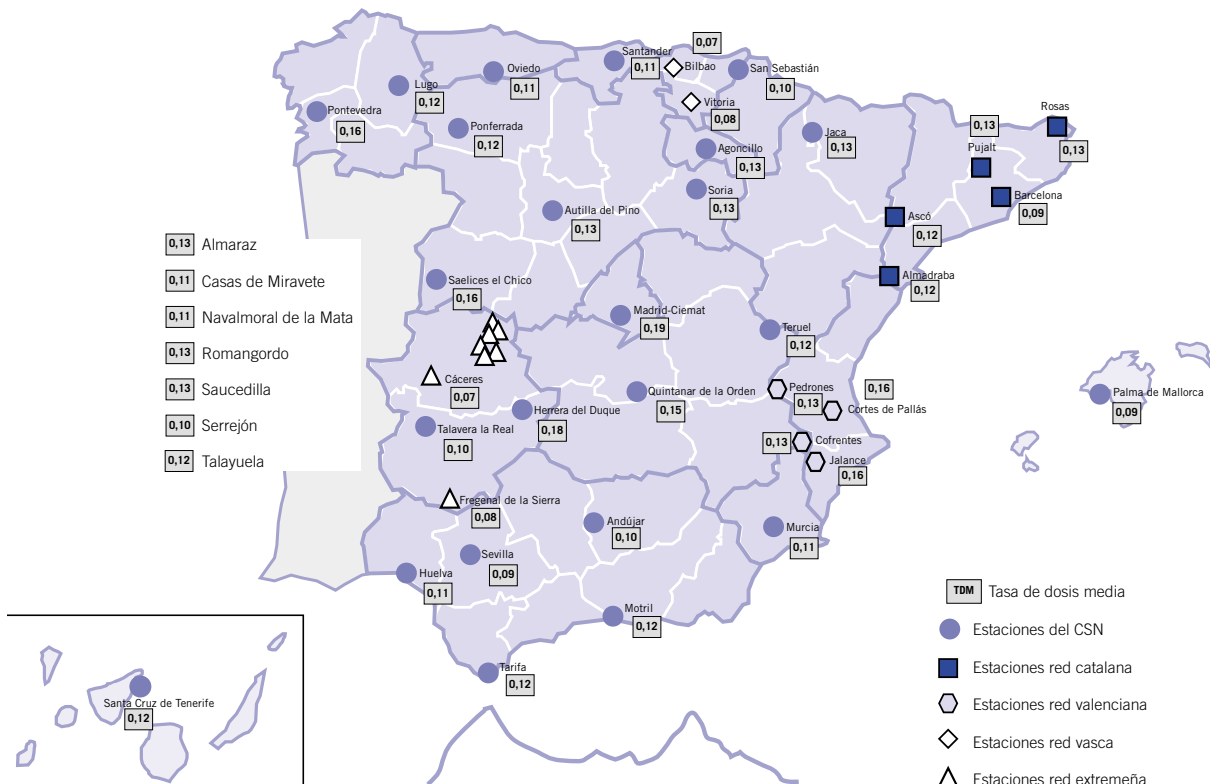 0,07
Santander
0,11
Bilbao
San Sebastián
0,10
Oviedo
0,11
Lugo
0,12
Vitoria
0,08
Pontevedra
0,16
Ponferrada
0,12
Agoncillo
0,13
Jaca
0,13
Rosas
0,13
0,13
Pujalt
Barcelona
0,09
Soria
0,13
Autilla del Pino
0,13
Ascó
0,12
Almadraba
0,12
0,13 Almaraz
0,11 Casas de Miravete
0,11 Navalmoral de la Mata
0,13 Romangordo
0,13 Saucedilla
0,10 Serrejón
0,12 Talayuela
Saelices el Chico
0,16
Madrid-Ciemat
0,19
Teruel
0,12
Cáceres
0,07
Quintanar de la Orden
0,15
Pedrones
0,13
0,16
Cortes de Pallás
Palma de Mallorca
0,09
Herrera del Duque
0,18
Talavera la Real
0,10
0,13
Cofrentes
Jalance
0,16
Fregenal de la Sierra
0,08
Andújar
0,10
Murcia
0,11
Sevilla
0,09
Huelva
0,11
Motril
0,12
Tarifa
0,12
Santa Cruz de Tenerife
0,12
TDM Tasa de dosis media
Estaciones del CSN
Estaciones red catalana
Estaciones red valenciana
Estaciones red vasca
Estaciones red extremeña